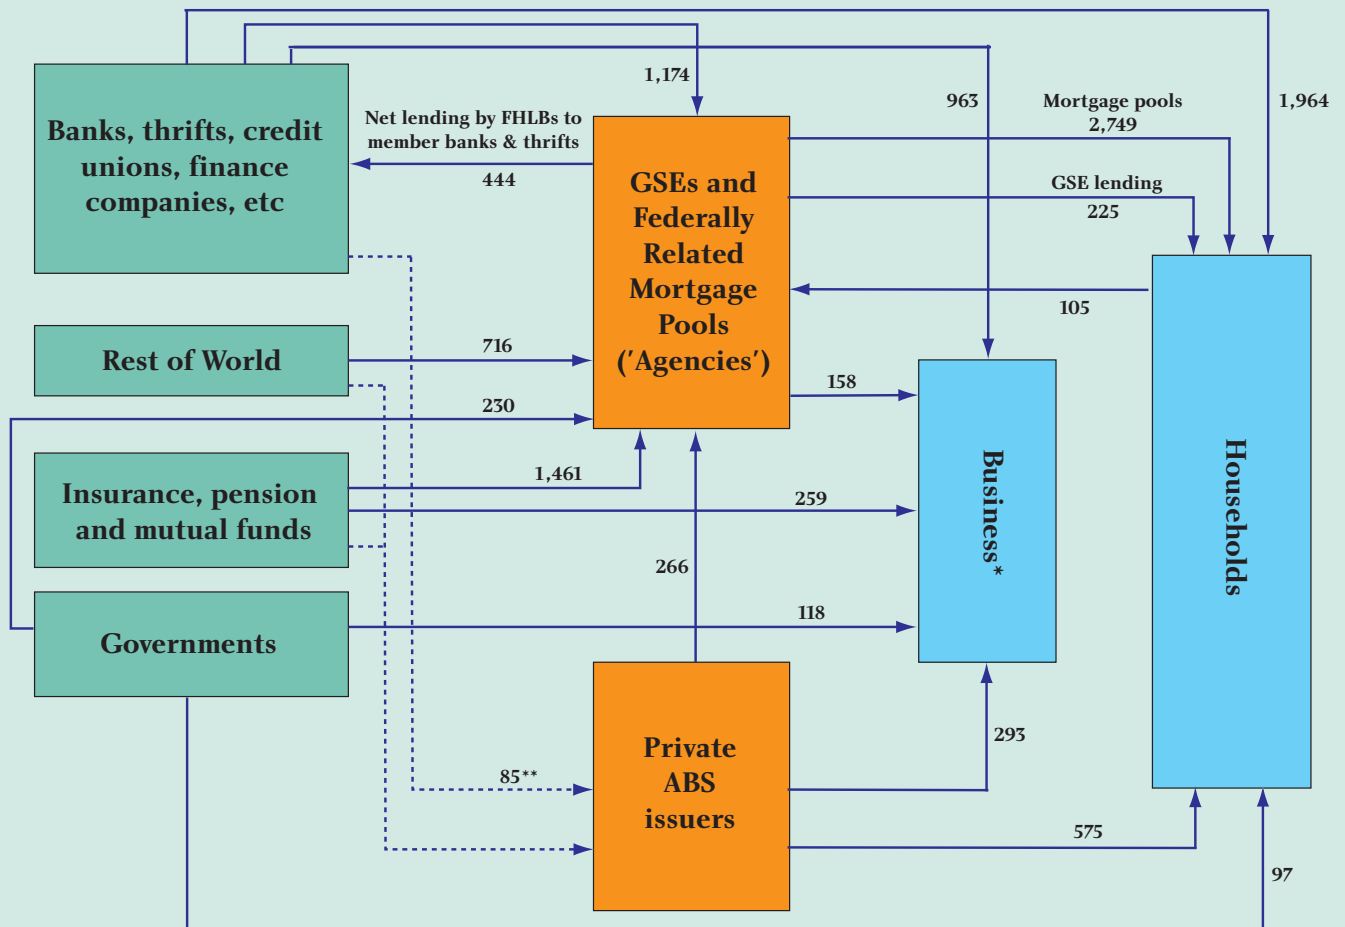 1,174
963
1,964
Banks, thrifts, credit
unions, finance
companies, etc
Net lending by FHLBs to
member banks & thrifts
444
GSEs and
Federally
Related
Mortgage
Pools
('Agencies')
Mortgage pools
2,749
GSE lending
225
105
Rest of World
716
230
158
Insurance, pension
and mutual funds
1,461
259
Business*
Households
266
Governments
118
Private
ABS
issuers
85**
293
575
97